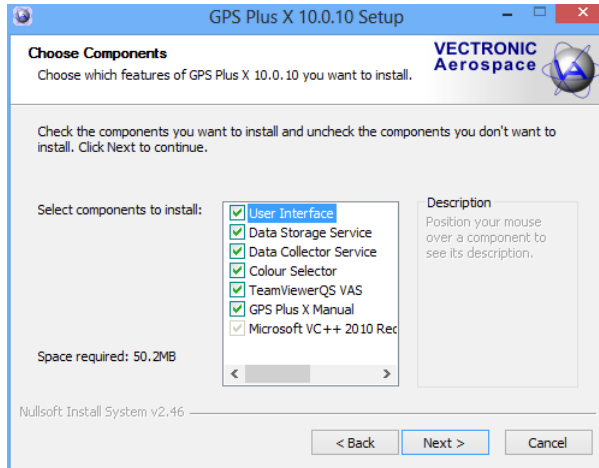 GPS Plus X 10.0.10 Setup
Choose Components
Choose which features of GPS Plus X 10.0.10 you want to install.
VECTRONIC
Aerospace
VA
Check the components you want to install and uncheck the components you don't want to
install. Click Next to continue.
Select components to install:
User Interface
Data Storage Service
Data Collector Service
Colour Selector
TeamViewerQS VAS
GPS Plus X Manual
Microsoft VC++ 2010 Rec
Description
Position your mouse
over a component to
see its description.
Space required: 50.2MB
Nullsoft Install System v2.46
< Back
Next >
Cancel